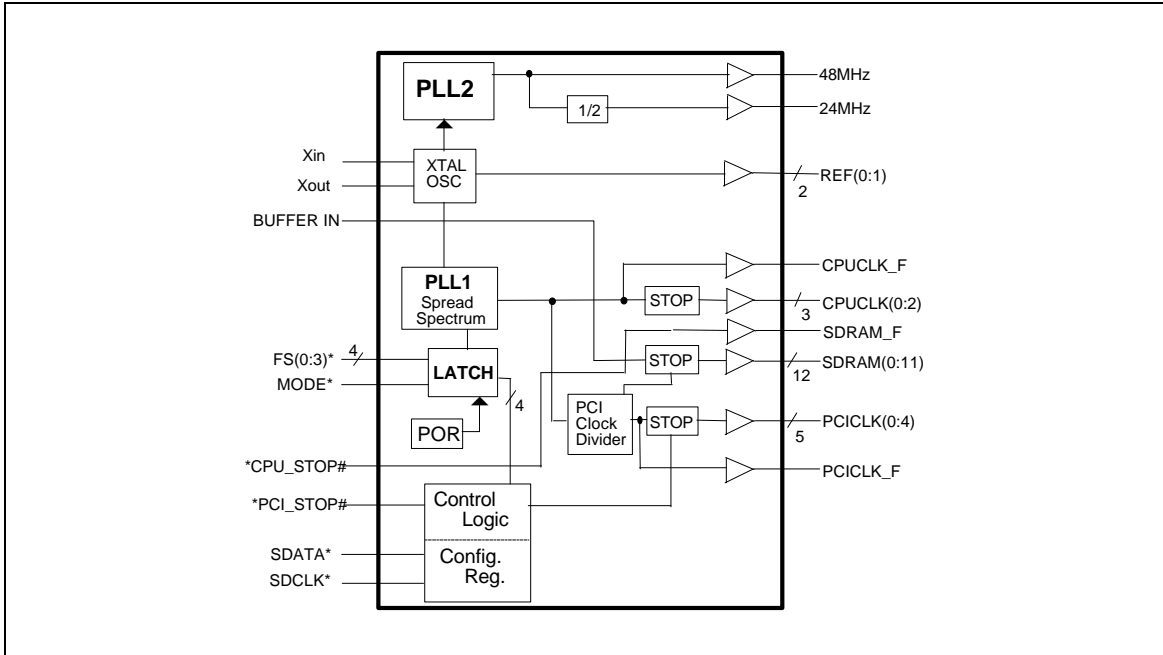 PLL2
48MHz
1/2
24MHz
Xin
XTAL
OSC
Xout
REF(0:1)
2
BUFFER IN
PLL1
Spread
Spectrum
CPUCLK_F
STOP
CPUCLK(0:2)
3
SDRAM_F
FS(0:3)*
4
MODE*
LATCH
4
STOP
SDRAM(0:11)
12
POR
PCI
Clock
Divider
STOP
PCICLK(0:4)
5
*CPU_STOP#
PCICLK_F
*PCI_STOP#
Control
Logic
SDATA*
SDCLK*
Config.
Reg.